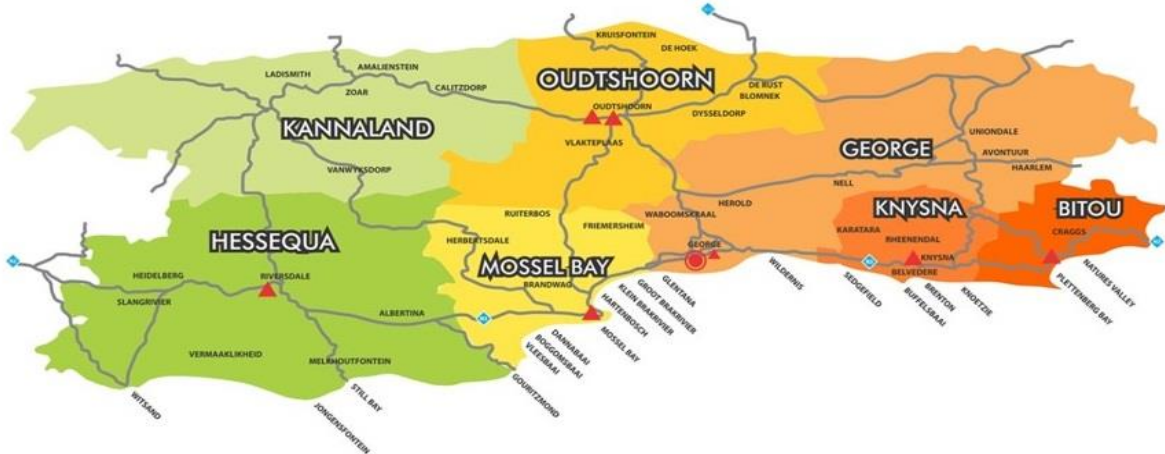 KRUISFONTEIN
DE HOEK
OUDTSHOORN
AMALIENSTEIN
LADISMITH
ZOAR
CALITZDORP
DE RUST
BLOMNEK
OUDTSHOORN
DYSSELDORP
KANNALAND
VLAKTEPLAAS
UNIONDALE
GEORGE
AVONTUUR
HAARLEM
VANWYKSDORP
NELL
HEROLD
KNYSNA
BITOU
RUITERBOS
WABOOMSKRAAL
FRIEMERSHEIM
KARATARA
CRAGGS
HESSEQUA
HERBERTSDALE
GEORGE
RHEENENDAL
MOSSEL BAY
KNYSNA
HEIDELBERG
RIVERSDALE
BELVEDERE
BRANDWAG
SLANGRIVIER
ALBERTINA
WILDERNIS
SEDGEFIELD
BUFFELSBAAI
BRENTON
KNOETZIE
PLETTENBERG BAY
NATURES VALLEY
GLENTANA
GROOT BRAKRIVIER
KLEIN BRAKRIVIER
HARTENBOSCH
MOSSEL BAY
DANNABAAI
BOGGOMSBAAI
VLEESBAAI
GOURITZMOND
VERMAAKLIKHEID
MELKHOUTFONTEIN
WITSAND
STILL BAY
JONGENSFONTEIN